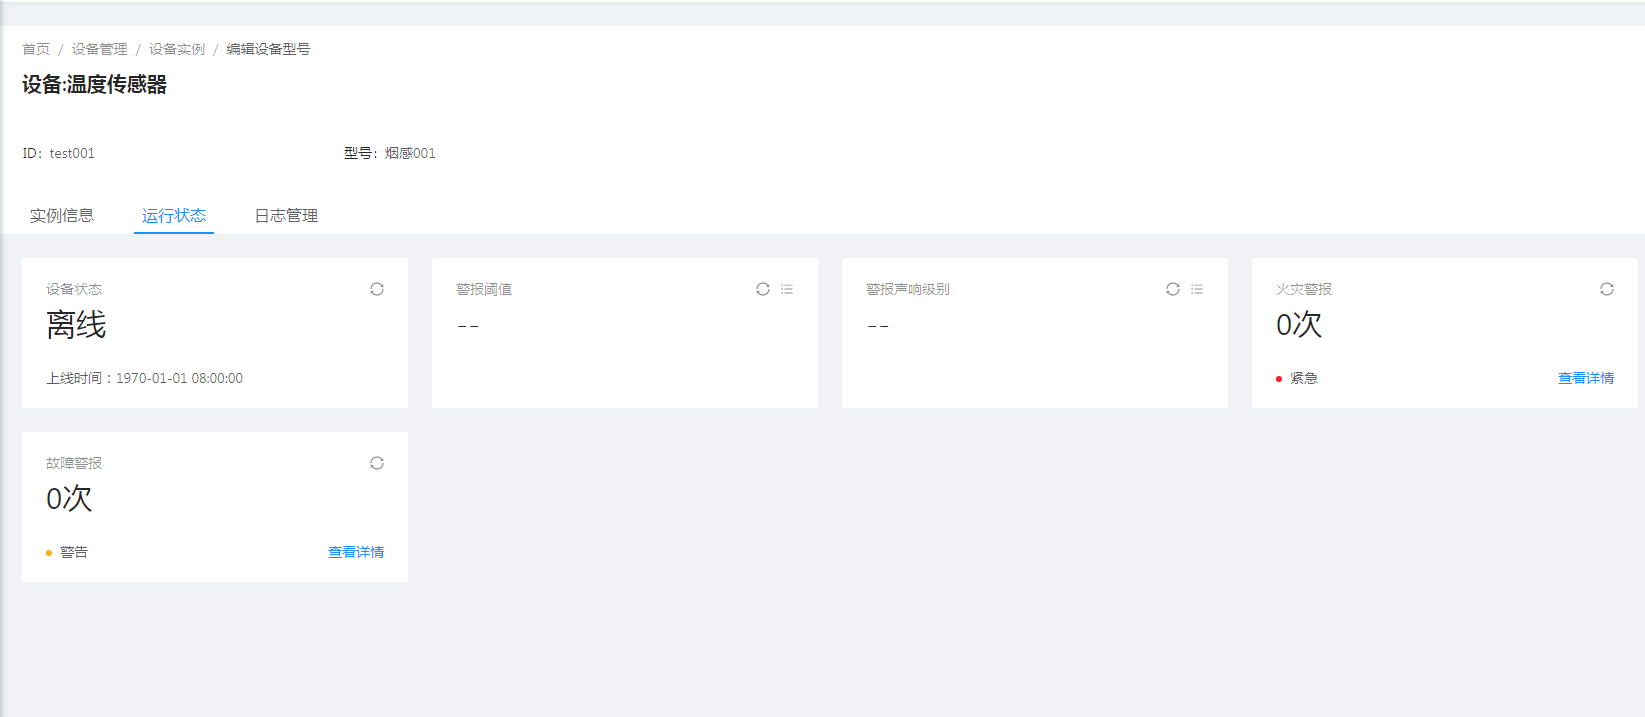 首页 / 设备管理 / 设备实例 / 编辑设备型号
设备:温度传感器
ID：test001
型号：烟感001
实例信息 运行状态 日志管理
设备状态
离线
上线时间：1970-01-01 08:00:00
警报阈值
--
警报声响级别
--
火灾警报
0次
紧急 查看详情
故障警报
0次
警告 查看详情